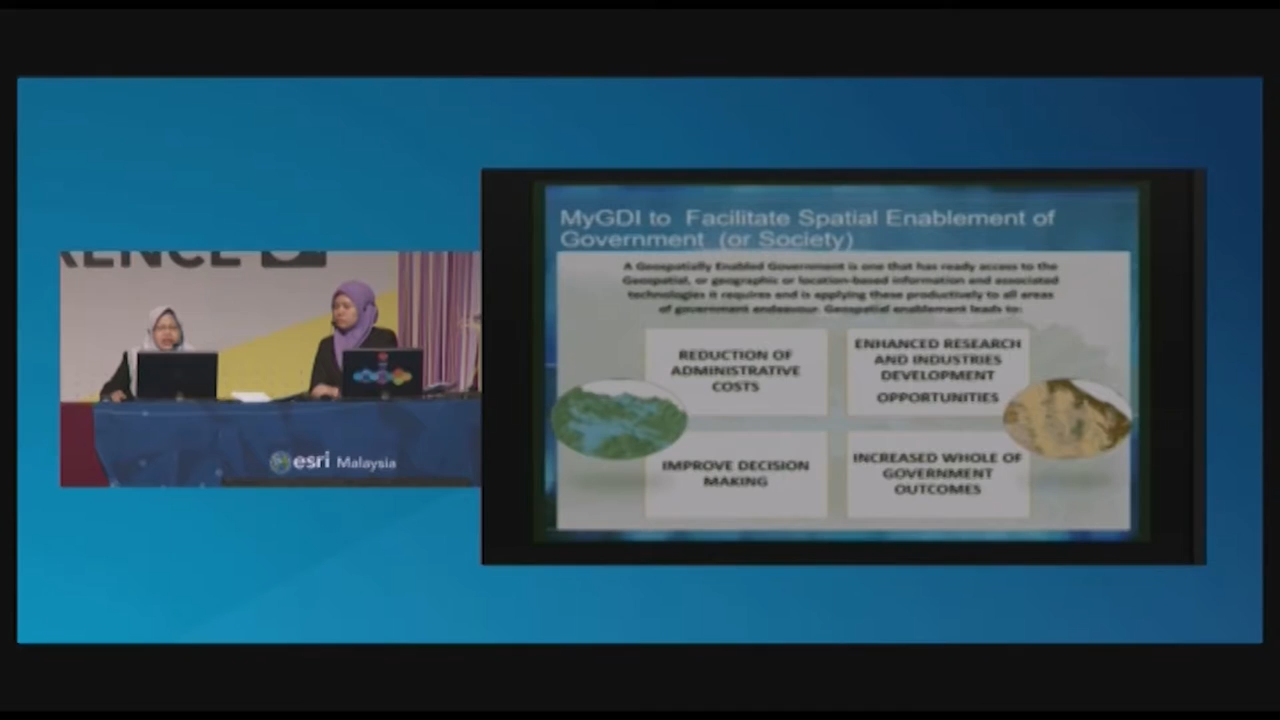 RENCE
esri Malaysia
MyGDI to Facilitate Spatial Enablement of
Government (or Society)
A Geospatially Enabled Government is one that has ready access to the
Geospatial, or geographic or location-based information and associated
technologies it requires and is applying these productively to all areas
of government endeavour. Geospatial enablement leads to:
REDUCTION OF
ADMINISTRATIVE
COSTS
ENHANCED RESEARCH
AND INDUSTRIES
DEVELOPMENT
OPPORTUNITIES
IMPROVE DECISION
MAKING
INCREASED WHOLE OF
GOVERNMENT
OUTCOMES